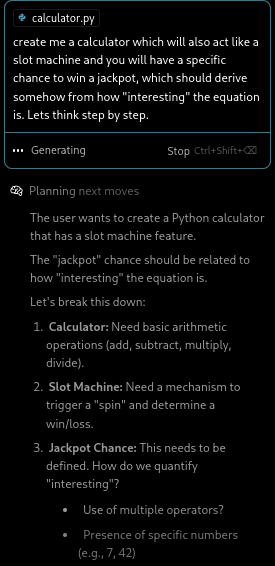 calculator.py
create me a calculator which will also act like a
slot machine and you will have a specific
chance to win a jackpot, which should derive
somehow from how "interesting" the equation
is. Lets think step by step.
Generating
Stop Ctrl+Shift+⌫
Planning next moves
The user wants to create a Python calculator
that has a slot machine feature.
The "jackpot" chance should be related to
how "interesting" the equation is.
Let's break this down:
1. Calculator: Need basic arithmetic
operations (add, subtract, multiply,
divide).
2. Slot Machine: Need a mechanism to
trigger a "spin" and determine a
win/loss.
3. Jackpot Chance: This needs to be
defined. How do we quantify
"interesting"?
• Use of multiple operators?
• Presence of specific numbers
(e.g., 7, 42)